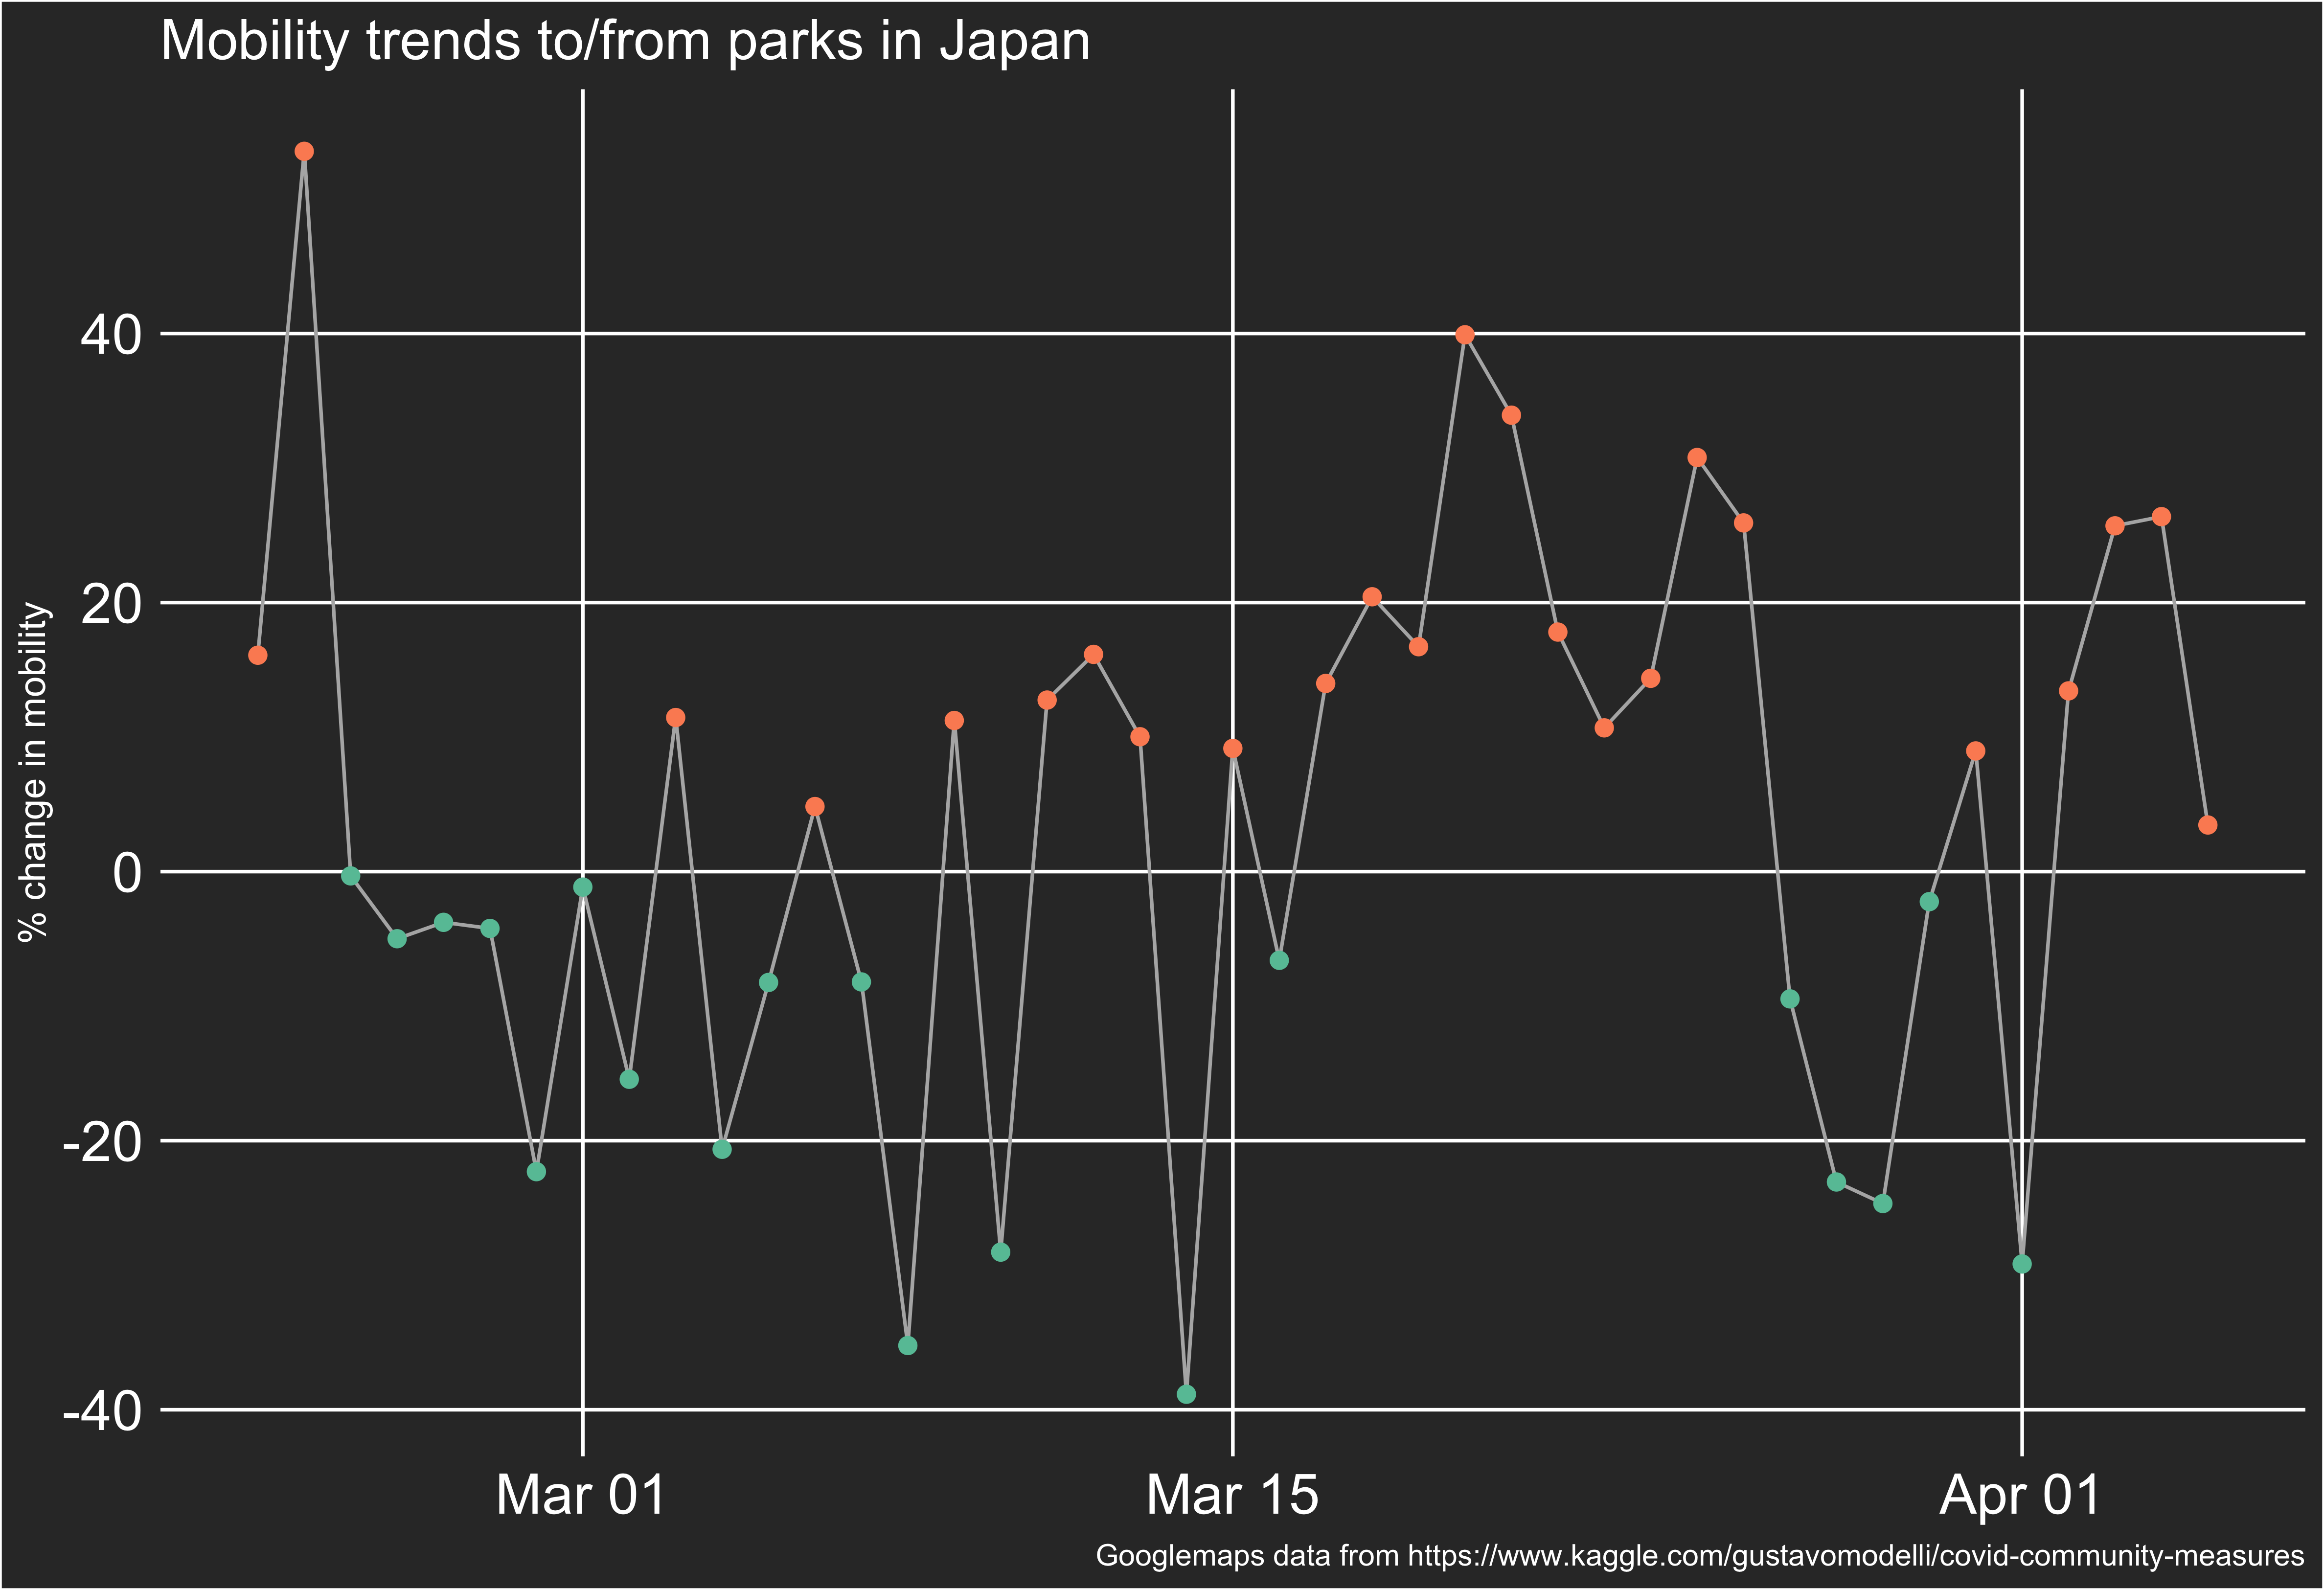 Mobility trends to/from parks in Japan
% change in mobility
40
20
0
-20
-40
Mar 01
Mar 15
Apr 01
Googlemaps data from https://www.kaggle.com/gustavomodelli/covid-community-measures